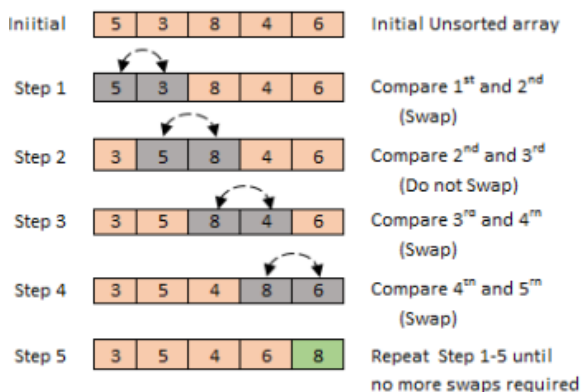 Iniitial 5 3 8 4 6 Initial Unsorted array
Step 1 5 3 8 4 6 Compare 1st and 2nd
(Swap)
Step 2 3 5 8 4 6 Compare 2nd and 3rd
(Do not Swap)
Step 3 3 5 8 4 6 Compare 3rd and 4th
(Swap)
Step 4 3 5 4 8 6 Compare 4th and 5th
(Swap)
Step 5 3 5 4 6 8 Repeat Step 1-5 until
no more swaps required